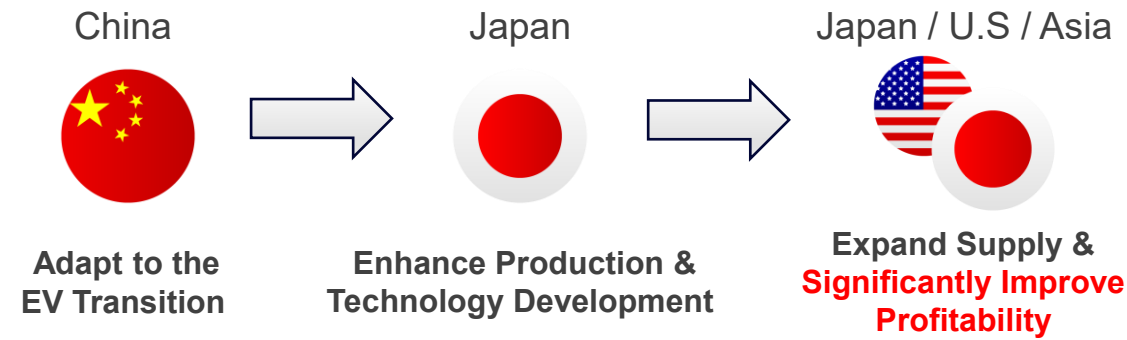 China
Japan
Japan / U.S / Asia
Adapt to the
EV Transition
Enhance Production &
Technology Development
Expand Supply &
Significantly Improve
Profitability